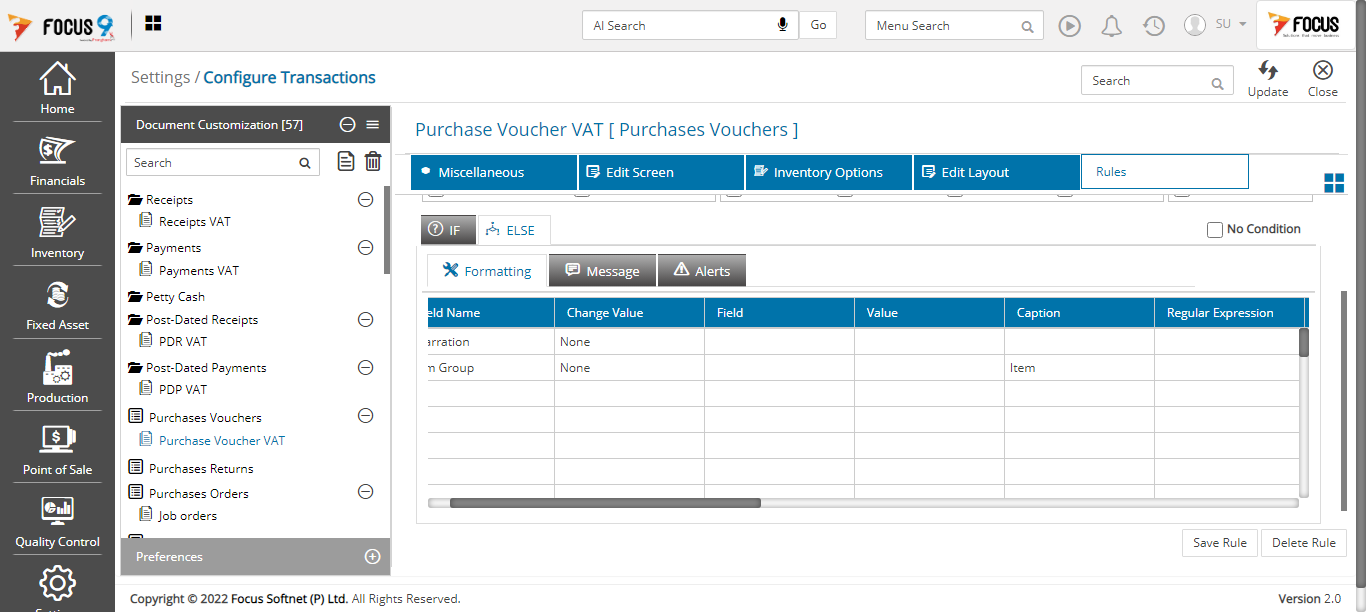 FOCUS 9
AI Search
Go
Menu Search
SU
FOCUS
Home
Financials
Inventory
Fixed Asset
Production
Point of Sale
Quality Control
Settings / Configure Transactions
Search
Update
Close
Document Customization [57]
Search
Receipts
Receipts VAT
Payments
Payments VAT
Petty Cash
Post-Dated Receipts
PDR VAT
Post-Dated Payments
PDP VAT
Purchases Vouchers
Purchase Voucher VAT
Purchases Returns
Purchases Orders
Job orders
Preferences
Purchase Voucher VAT [ Purchases Vouchers ]
Miscellaneous
Edit Screen
Inventory Options
Edit Layout
Rules
IF
ELSE
No Condition
Formatting
Message
Alerts
eld Name Change Value Field Value Caption Regular Expression
arration None
m Group None Item
Save Rule
Delete Rule
Copyright © 2022 Focus Softnet (P) Ltd. All Rights Reserved.
Version 2.0